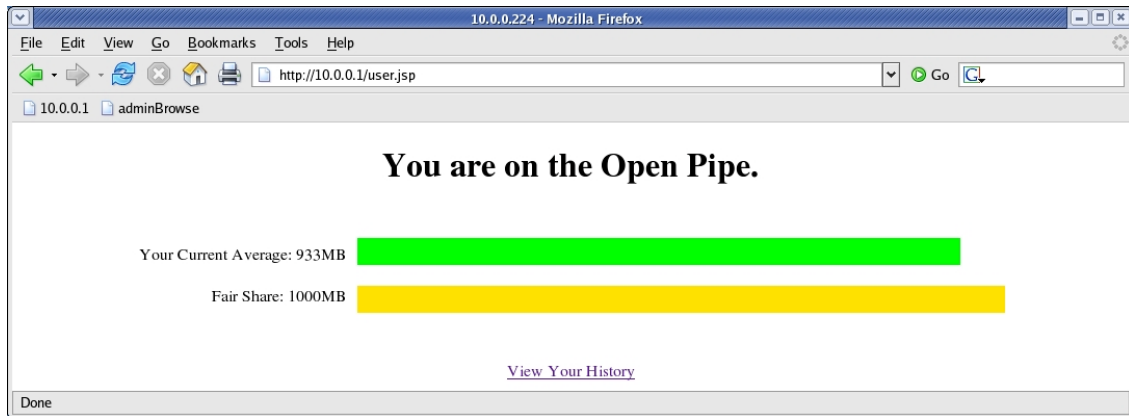 10.0.0.224 - Mozilla Firefox
File Edit View Go Bookmarks Tools Help
http://10.0.0.1/user.jsp Go G
10.0.0.1 adminBrowse
You are on the Open Pipe.
Your Current Average: 933MB
Fair Share: 1000MB
View Your History
Done